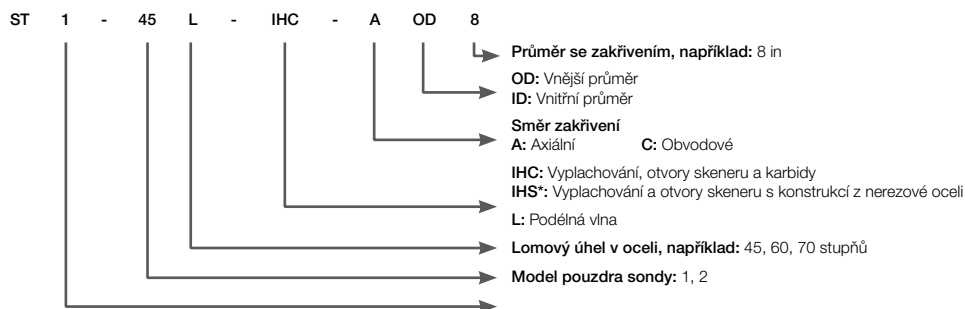 ST 1 - 45 L - IHC - A OD 8
Průměr se zakřivením, například: 8 in
OD: Vnější průměr
ID: Vnitřní průměr
Směr zakřivení
A: Axiální C: Obvodové
IHC: Vyplachování, otvory skeneru a karbidy
IHS*: Vyplachování a otvory skeneru s konstrukcí z nerezové oceli
L: Podélná vlna
Lomový úhel v oceli, například: 45, 60, 70 stupňů
Model pouzdra sondy: 1, 2